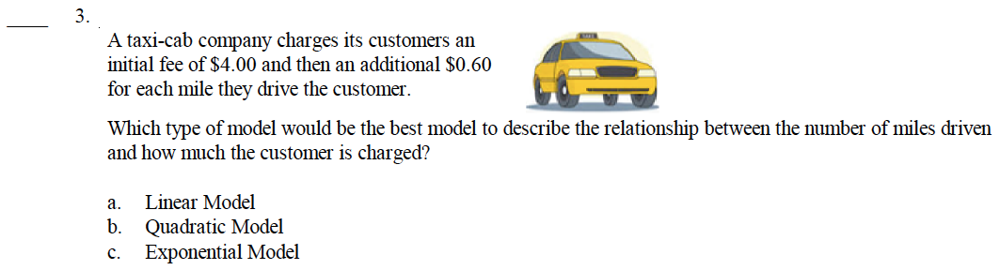 3.
A taxi-cab company charges its customers an
initial fee of $4.00 and then an additional $0.60
for each mile they drive the customer.
Which type of model would be the best model to describe the relationship between the number of miles driven
and how much the customer is charged?
a. Linear Model
b. Quadratic Model
c. Exponential Model